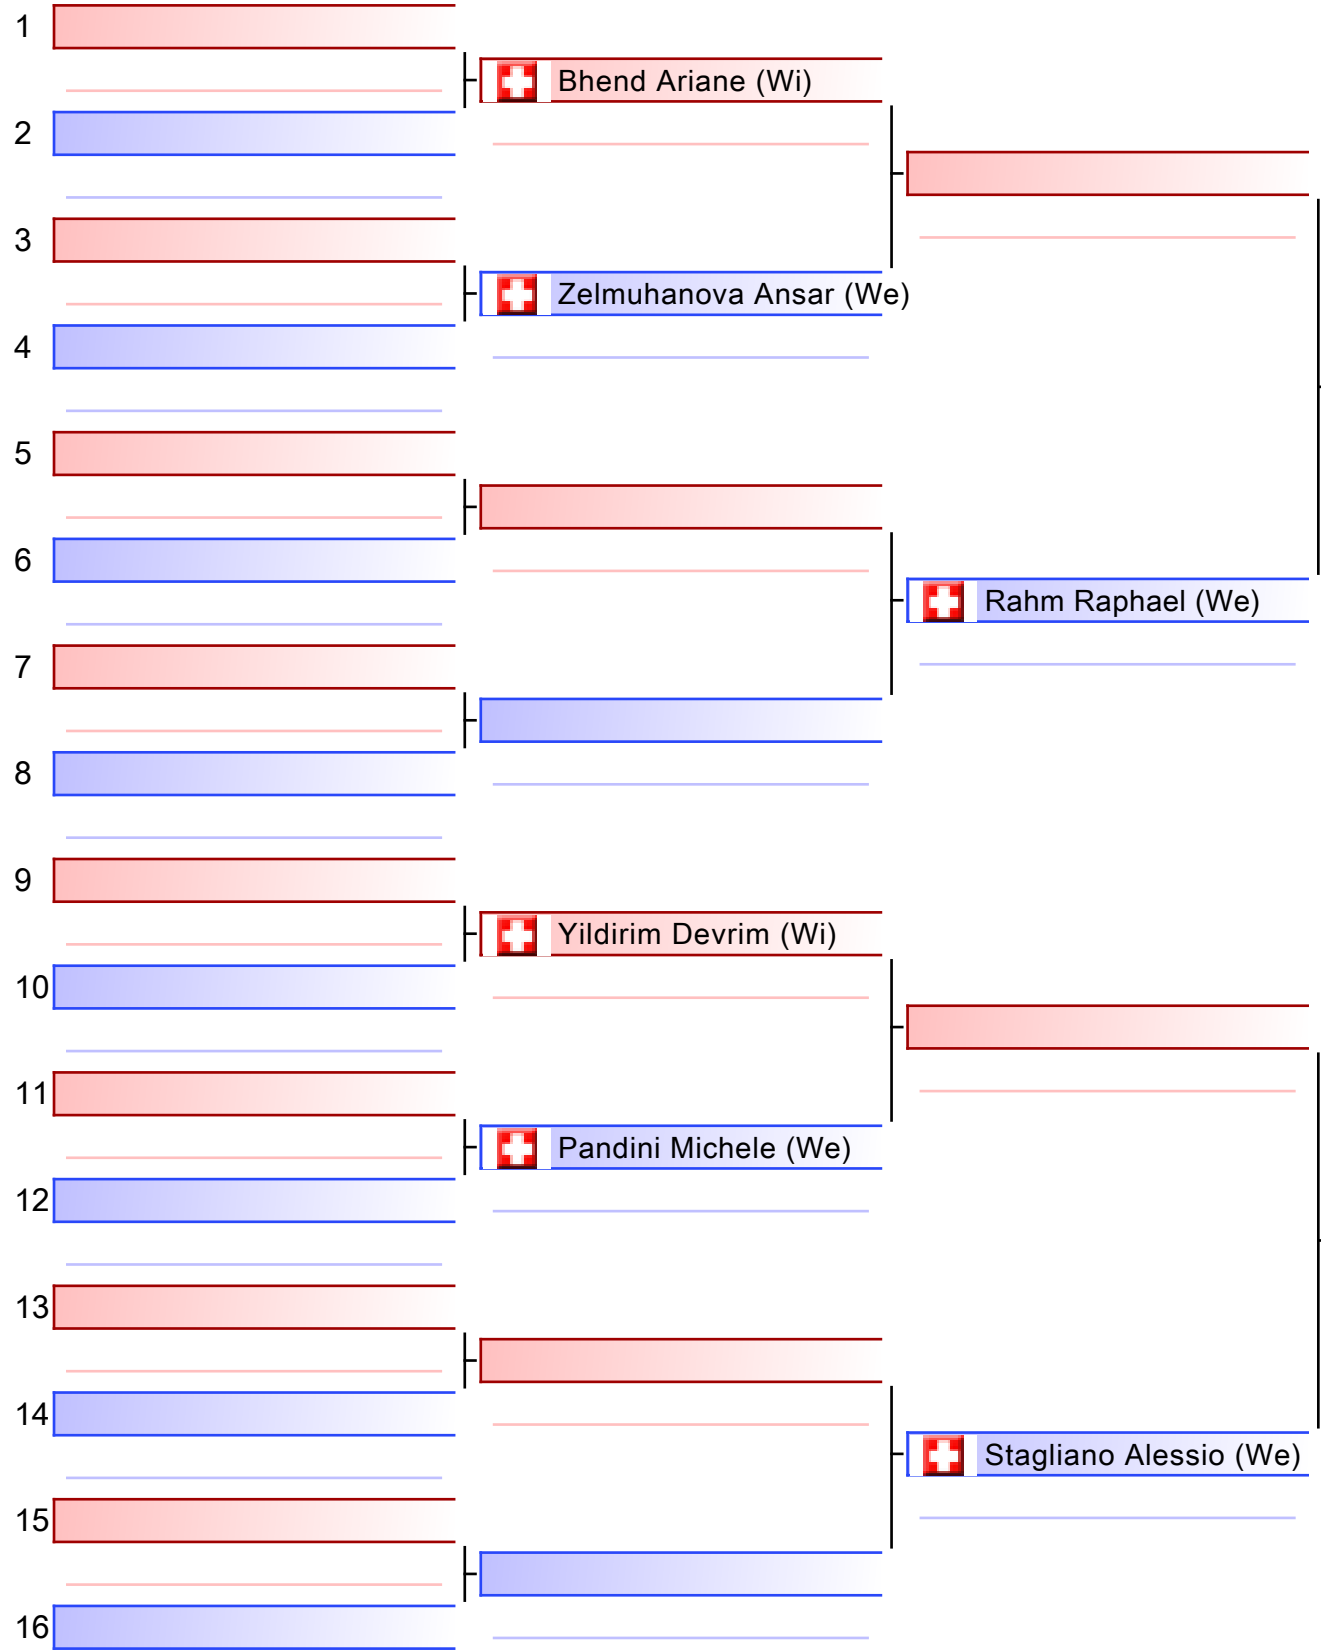 1
Bhend Ariane (Wi)
2
3
Zelmuhanova Ansar (We)
4
5
6
Rahm Raphael (We)
7
8
9
Yildirim Devrim (Wi)
10
11
Pandini Michele (We)
12
13
14
Stagliano Alessio (We)
15
16